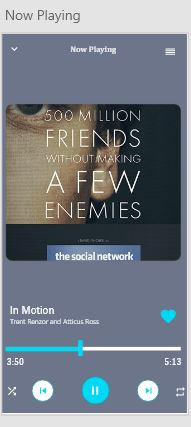 Now Playing
Now Playing
500 MILLION
FRIENDS
WITHOUT MAKING
A FEW
ENEMIES
the social network
In Motion
Trent Renzor and Atticus Ross
3:50 5:13